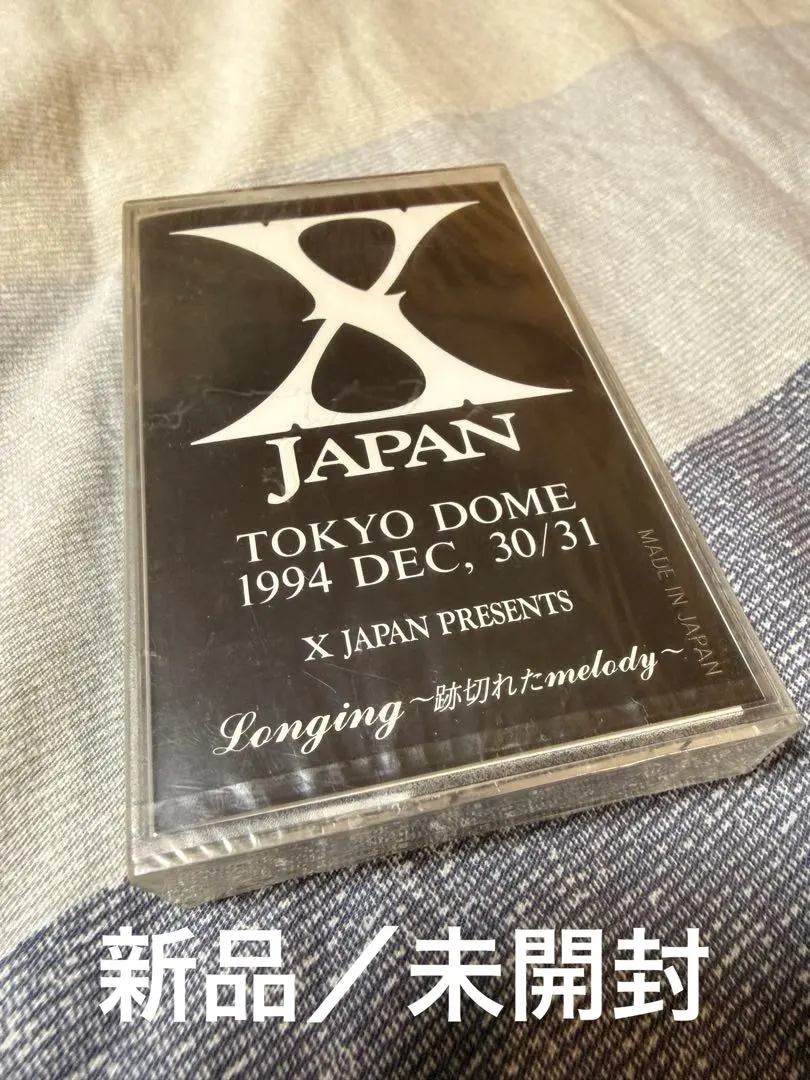 X
JAPAN
TOKYO DOME
1994 DEC, 30/31
X JAPAN PRESENTS
Longing ～跡切れたmelody～
MADE IN JAPAN
新品／未開封